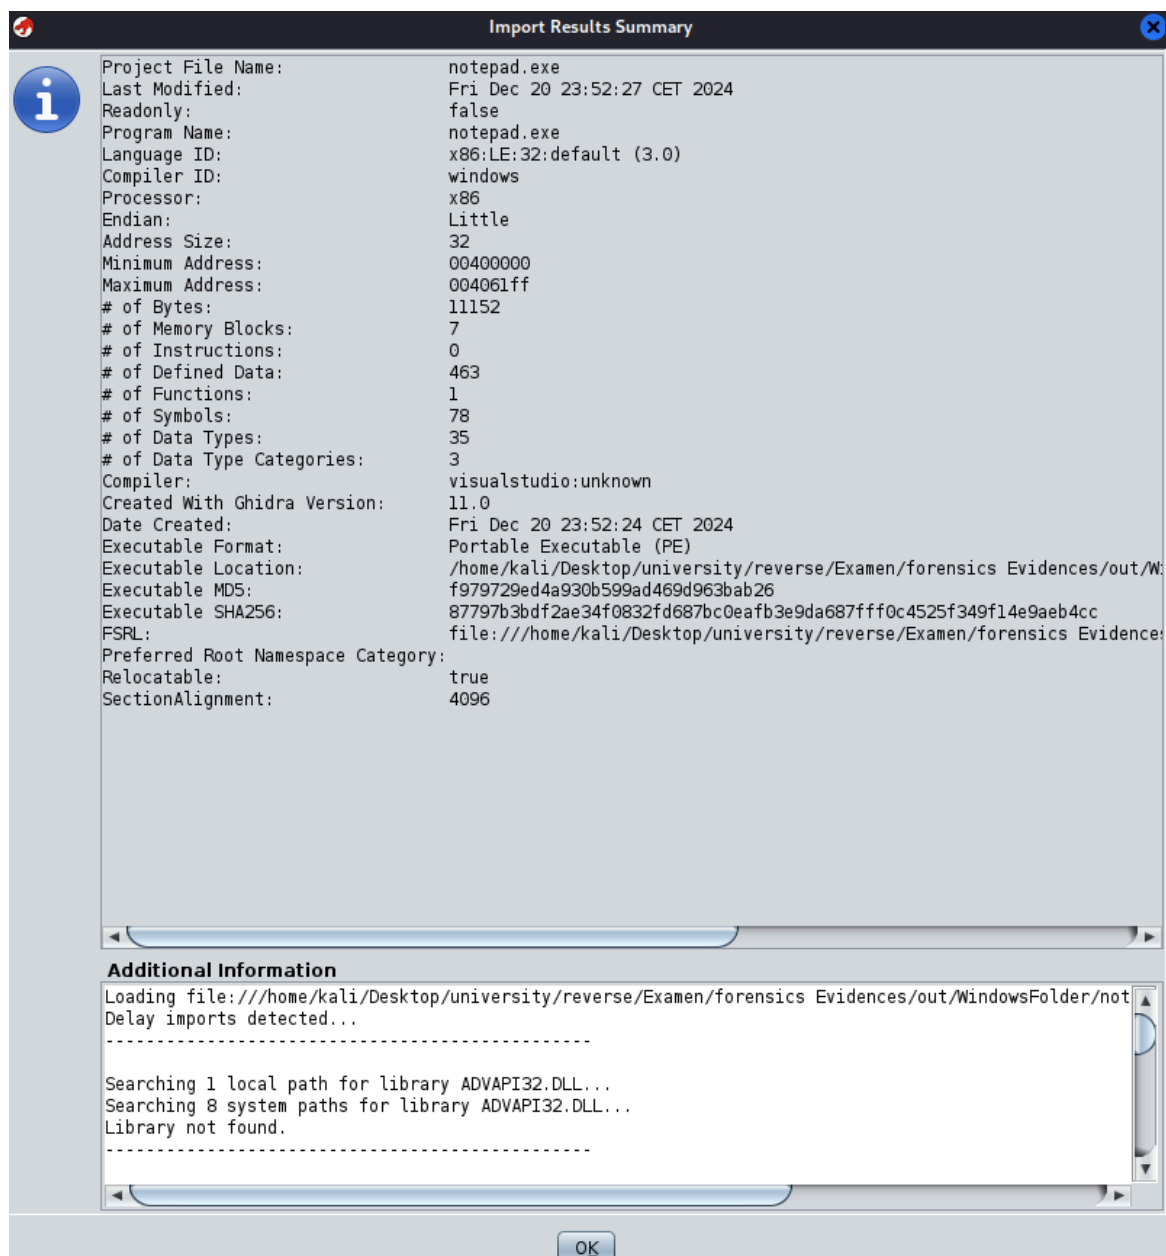 Import Results Summary
Project File Name: notepad.exe
Last Modified: Fri Dec 20 23:52:27 CET 2024
Readonly: false
Program Name: notepad.exe
Language ID: x86:LE:32:default (3.0)
Compiler ID: windows
Processor: x86
Endian: Little
Address Size: 32
Minimum Address: 00400000
Maximum Address: 004061ff
# of Bytes: 11152
# of Memory Blocks: 7
# of Instructions: 0
# of Defined Data: 463
# of Functions: 1
# of Symbols: 78
# of Data Types: 35
# of Data Type Categories: 3
Compiler: visualstudio:unknown
Created With Ghidra Version: 11.0
Date Created: Fri Dec 20 23:52:24 CET 2024
Executable Format: Portable Executable (PE)
Executable Location: /home/kali/Desktop/university/reverse/Examen/forensics Evidences/out/Wi
Executable MD5: f979729ed4a930b599ad469d963bab26
Executable SHA256: 87797b3bdf2ae34f0832fd687bc0eafb3e9da687fff0c4525f349f14e9aeb4cc
FSRL: file:///home/kali/Desktop/university/reverse/Examen/forensics Evidences
Preferred Root Namespace Category:
Relocatable: true
SectionAlignment: 4096
Additional Information
Loading file:///home/kali/Desktop/university/reverse/Examen/forensics Evidences/out/WindowsFolder/not
Delay imports detected...
------------------------------------------------
Searching 1 local path for library ADVAPI32.DLL...
Searching 8 system paths for library ADVAPI32.DLL...
Library not found.
------------------------------------------------
OK